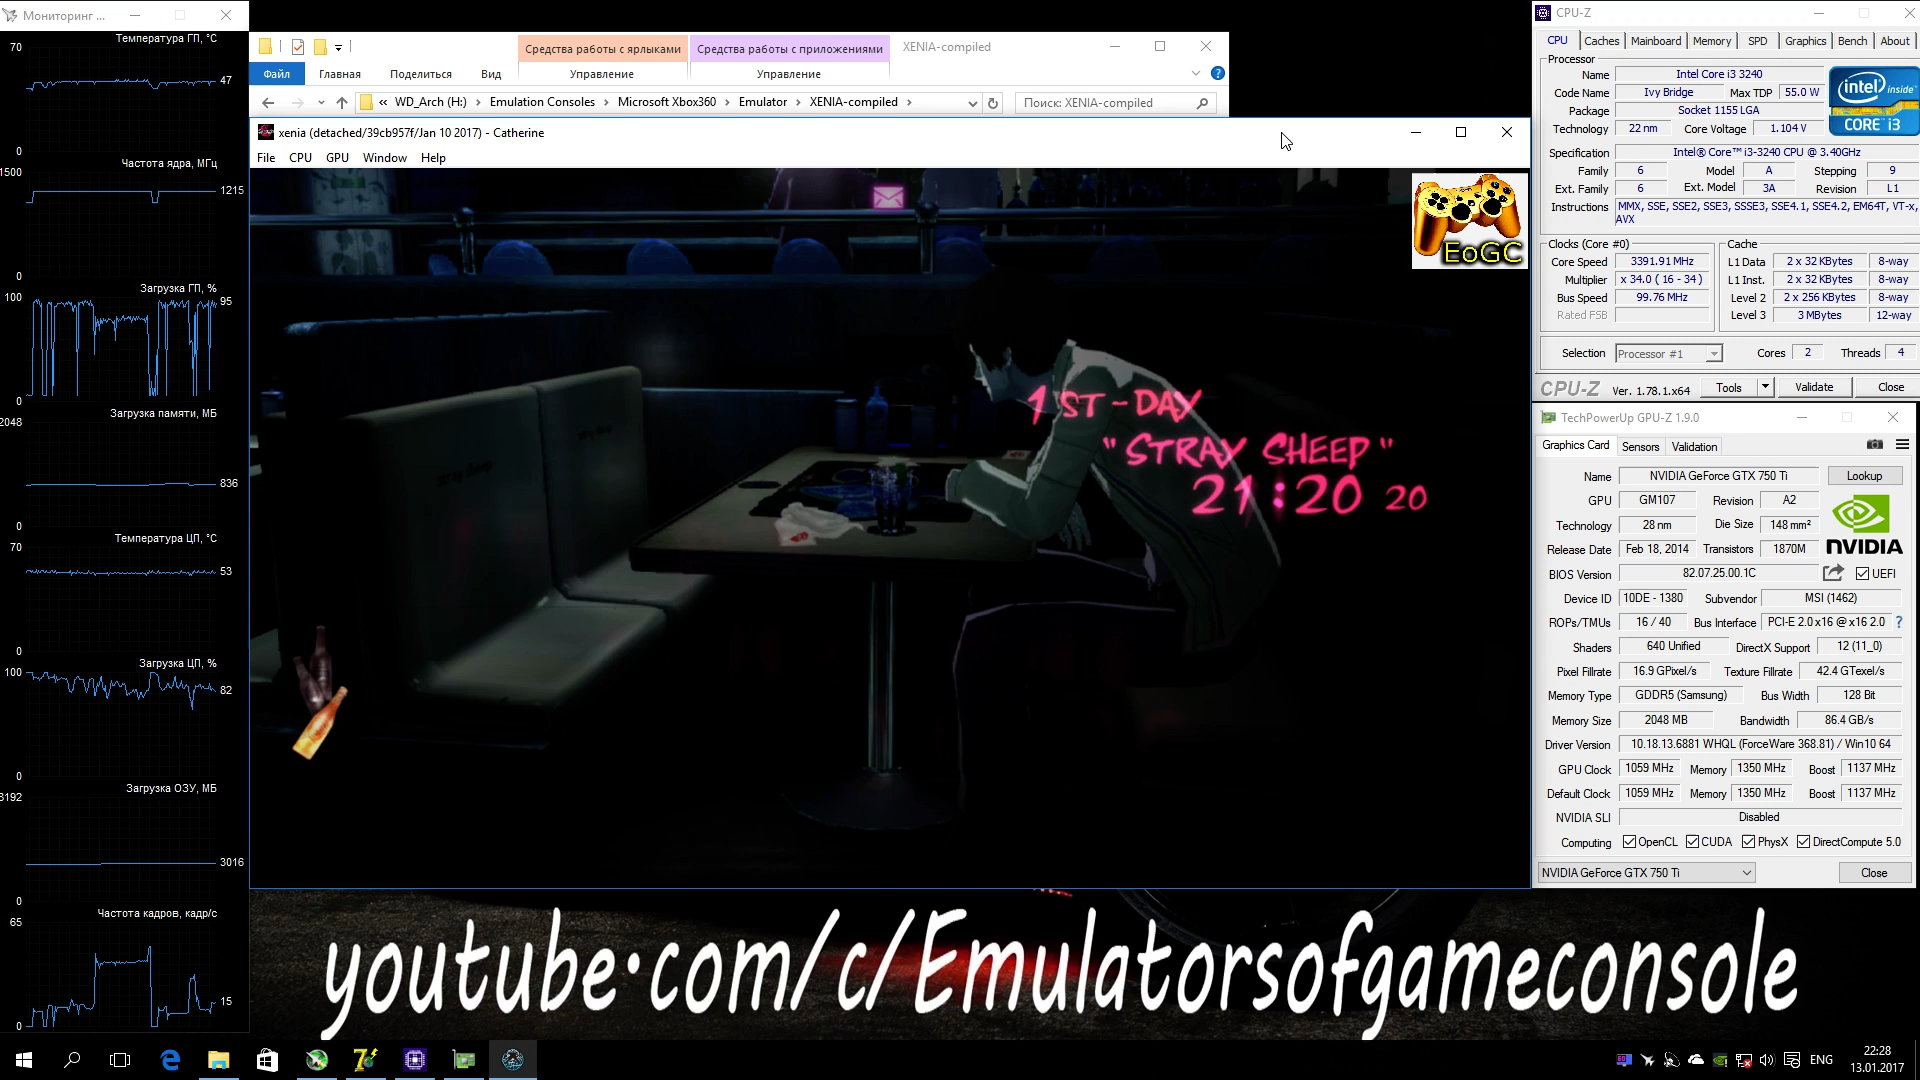 Мониторинг ...
Температура ГП, °C
70
47
0
Частота ядра, МГц
1500
1215
0
Загрузка ГП, %
100
95
0
Загрузка памяти, МБ
2048
836
0
Температура ЦП, °C
70
53
0
Загрузка ЦП, %
100
82
0
Загрузка ОЗУ, МБ
8192
3016
0
Частота кадров, кадр/с
65
15
0
Средства работы с ярлыками
Средства работы с приложениями
XENIA-compiled
Файл
Главная
Поделиться
Вид
Управление
Управление
« WD_Arch (H:) › Emulation Consoles › Microsoft Xbox360 › Emulator › XENIA-compiled ›
Поиск: XENIA-compiled
xenia (detached/39cb957f/Jan 10 2017) - Catherine
File CPU GPU Window Help
EoGC
stray sheep
1ST-DAY
"STRAY SHEEP"
21:20 20
youtube.com/c/Emulatorsofgameconsole
CPU-Z
CPU Caches Mainboard Memory SPD Graphics Bench About
Processor
Name Intel Core i3 3240
Code Name Ivy Bridge Max TDP 55.0 W
Package Socket 1155 LGA
Technology 22 nm Core Voltage 1.104 V
intel inside™
CORE i3
Specification Intel® Core™ i3-3240 CPU @ 3.40GHz
Family 6 Model A Stepping 9
Ext. Family 6 Ext. Model 3A Revision L1
Instructions MMX, SSE, SSE2, SSE3, SSSE3, SSE4.1, SSE4.2, EM64T, VT-x,
AVX
Clocks (Core #0)
Core Speed 3391.91 MHz
Multiplier x 34.0 ( 16 - 34 )
Bus Speed 99.76 MHz
Rated FSB
Cache
L1 Data 2 x 32 KBytes 8-way
L1 Inst. 2 x 32 KBytes 8-way
Level 2 2 x 256 KBytes 8-way
Level 3 3 MBytes 12-way
Selection Processor #1 Cores 2 Threads 4
CPU-Z Ver. 1.78.1.x64 Tools Validate Close
TechPowerUp GPU-Z 1.9.0
Graphics Card Sensors Validation
Name NVIDIA GeForce GTX 750 Ti Lookup
GPU GM107 Revision A2
Technology 28 nm Die Size 148 mm²
Release Date Feb 18, 2014 Transistors 1870M
NVIDIA
BIOS Version 82.07.25.00.1C UEFI
Device ID 10DE - 1380 Subvendor MSI (1462)
ROPs/TMUs 16 / 40 Bus Interface PCI-E 2.0 x16 @ x16 2.0 ?
Shaders 640 Unified DirectX Support 12 (11_0)
Pixel Fillrate 16.9 GPixel/s Texture Fillrate 42.4 GTexel/s
Memory Type GDDR5 (Samsung) Bus Width 128 Bit
Memory Size 2048 MB Bandwidth 86.4 GB/s
Driver Version 10.18.13.6881 WHQL (ForceWare 368.81) / Win10 64
GPU Clock 1059 MHz Memory 1350 MHz Boost 1137 MHz
Default Clock 1059 MHz Memory 1350 MHz Boost 1137 MHz
NVIDIA SLI Disabled
Computing OpenCL CUDA PhysX DirectCompute 5.0
NVIDIA GeForce GTX 750 Ti Close
ENG
22:28
13.01.2017